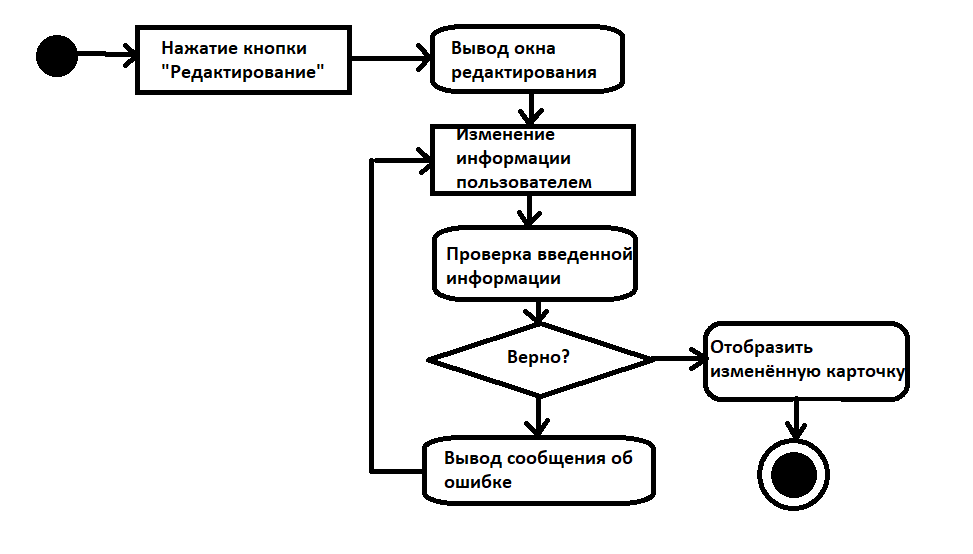 Нажатие кнопки
"Редактирование"
Вывод окна
редактирования
Изменение
информации
пользователем
Проверка введенной
информации
Верно?
Отобразить
изменённую карточку
Вывод сообщения об
ошибке